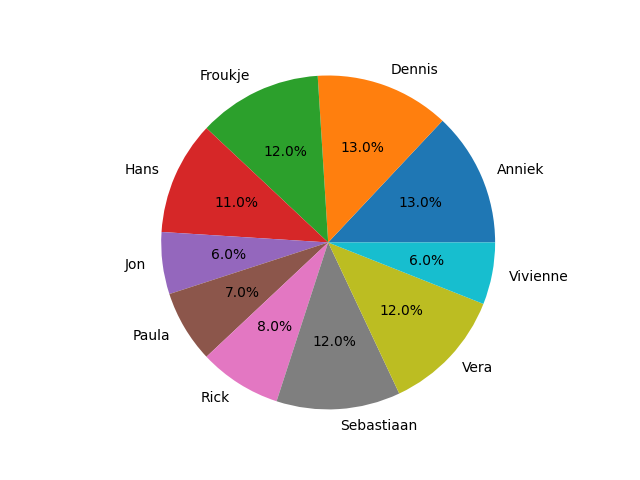 Anniek
13.0%
Dennis
13.0%
Froukje
12.0%
Hans
11.0%
Jon
6.0%
Paula
7.0%
Rick
8.0%
Sebastiaan
12.0%
Vera
12.0%
Vivienne
6.0%